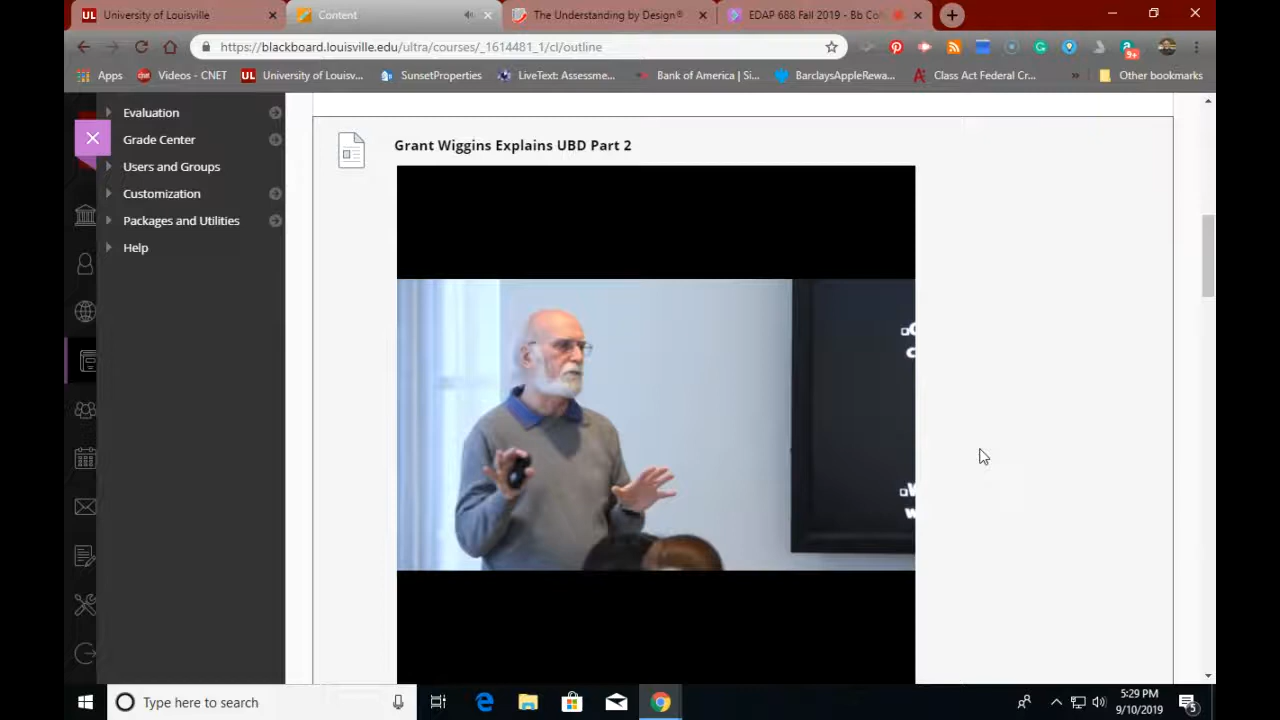 University of Louisville
Content
The Understanding by Design®
EDAP 688 Fall 2019 - Bb Coll
https://blackboard.louisville.edu/ultra/courses/_1614481_1/cl/outline
9+
Apps
Videos - CNET
University of Louisv...
SunsetProperties
LiveText: Assessme...
Bank of America | Si...
BarclaysAppleRewa...
Class Act Federal Cr...
»
Other bookmarks
Evaluation
Grade Center
Users and Groups
Customization
Packages and Utilities
Help
Grant Wiggins Explains UBD Part 2
Type here to search
5:29 PM
9/10/2019
5